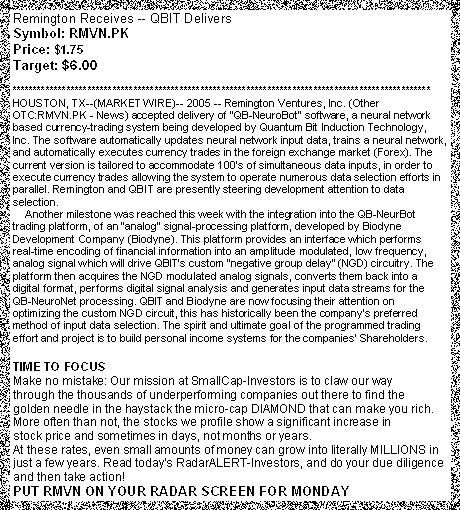 Remington Receives -- QBIT Delivers
Symbol: RMVN.PK
Price: $1.75
Target: $6.00
********************************************************************************************************
HOUSTON, TX--(MARKET WIRE)-- 2005 -- Remington Ventures, Inc. (Other
OTC:RMVN.PK - News) accepted delivery of "QB-NeuroBot" software, a neural network
based currency-trading system being developed by Quantum Bit Induction Technology,
Inc. The software automatically updates neural network input data, trains a neural network,
and automatically executes currency trades in the foreign exchange market (Forex). The
current version is tailored to accommodate 100's of simultaneous data inputs, in order to
execute currency trades allowing the system to operate numerous data selection efforts in
parallel. Remington and QBIT are presently steering development attention to data
selection.
Another milestone was reached this week with the integration into the QB-NeurBot
trading platform, of an "analog" signal-processing platform, developed by Biodyne
Development Company (Biodyne). This platform provides an interface which performs
real-time encoding of financial information into an amplitude modulated, low frequency,
analog signal which will drive QBIT's custom "negative group delay" (NGD) circuitry. The
platform then acquires the NGD modulated analog signals, converts them back into a
digital format, performs digital signal analysis and generates input data streams for the
QB-NeuroNet processing. QBIT and Biodyne are now focusing their attention on
optimizing the custom NGD circuit, this has historically been the company's preferred
method of input data selection. The spirit and ultimate goal of the programmed trading
effort and project is to build personal income systems for the companies' Shareholders.
TIME TO FOCUS
Make no mistake: Our mission at SmallCap-Investors is to claw our way
through the thousands of underperforming companies out there to find the
golden needle in the haystack the micro-cap DIAMOND that can make you rich.
More often than not, the stocks we profile show a significant increase in
stock price and sometimes in days, not months or years.
At these rates, even small amounts of money can grow into literally MILLIONS in
just a few years. Read today's RadarALERT-Investors, and do your due diligence
and then take action!
PUT RMVN ON YOUR RADAR SCREEN FOR MONDAY